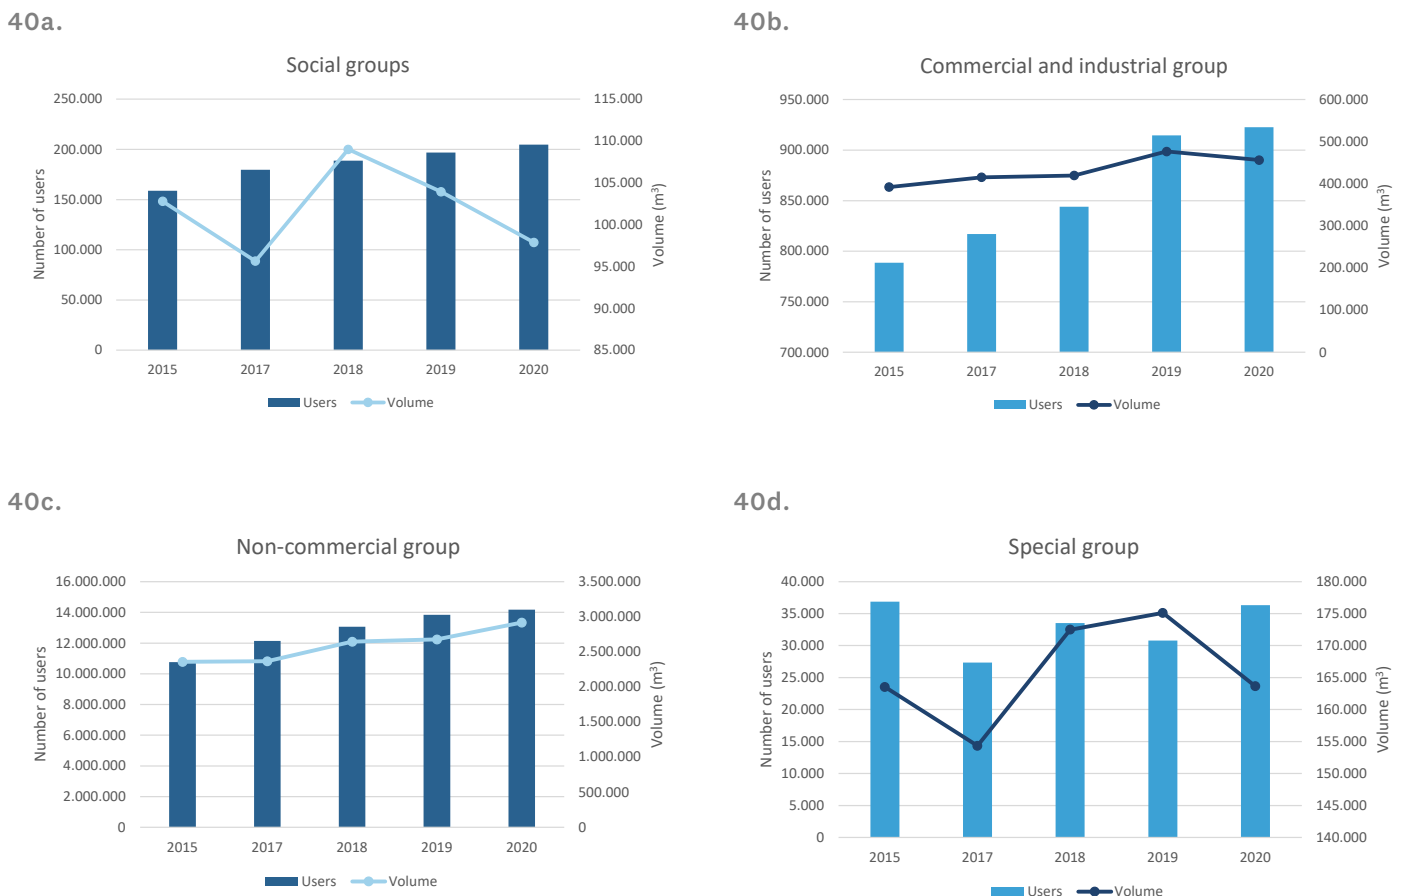 40a.
Social groups
250.000
200.000
150.000
100.000
50.000
0
Number of users
115.000
110.000
105.000
100.000
95.000
90.000
85.000
Volume (m³)
2015 2017 2018 2019 2020
Users Volume
40b.
Commercial and industrial group
950.000
900.000
850.000
800.000
750.000
700.000
Number of users
600.000
500.000
400.000
300.000
200.000
100.000
0
Volume (m³)
2015 2017 2018 2019 2020
Users Volume
40c.
Non-commercial group
16.000.000
14.000.000
12.000.000
10.000.000
8.000.000
6.000.000
4.000.000
2.000.000
0
Number of users
3.500.000
3.000.000
2.500.000
2.000.000
1.500.000
1.000.000
500.000
0
Volume (m³)
2015 2017 2018 2019 2020
Users Volume
40d.
Special group
40.000
35.000
30.000
25.000
20.000
15.000
10.000
5.000
0
Number of users
180.000
175.000
170.000
165.000
160.000
155.000
150.000
145.000
140.000
Volume (m³)
2015 2017 2018 2019 2020
Users Volume